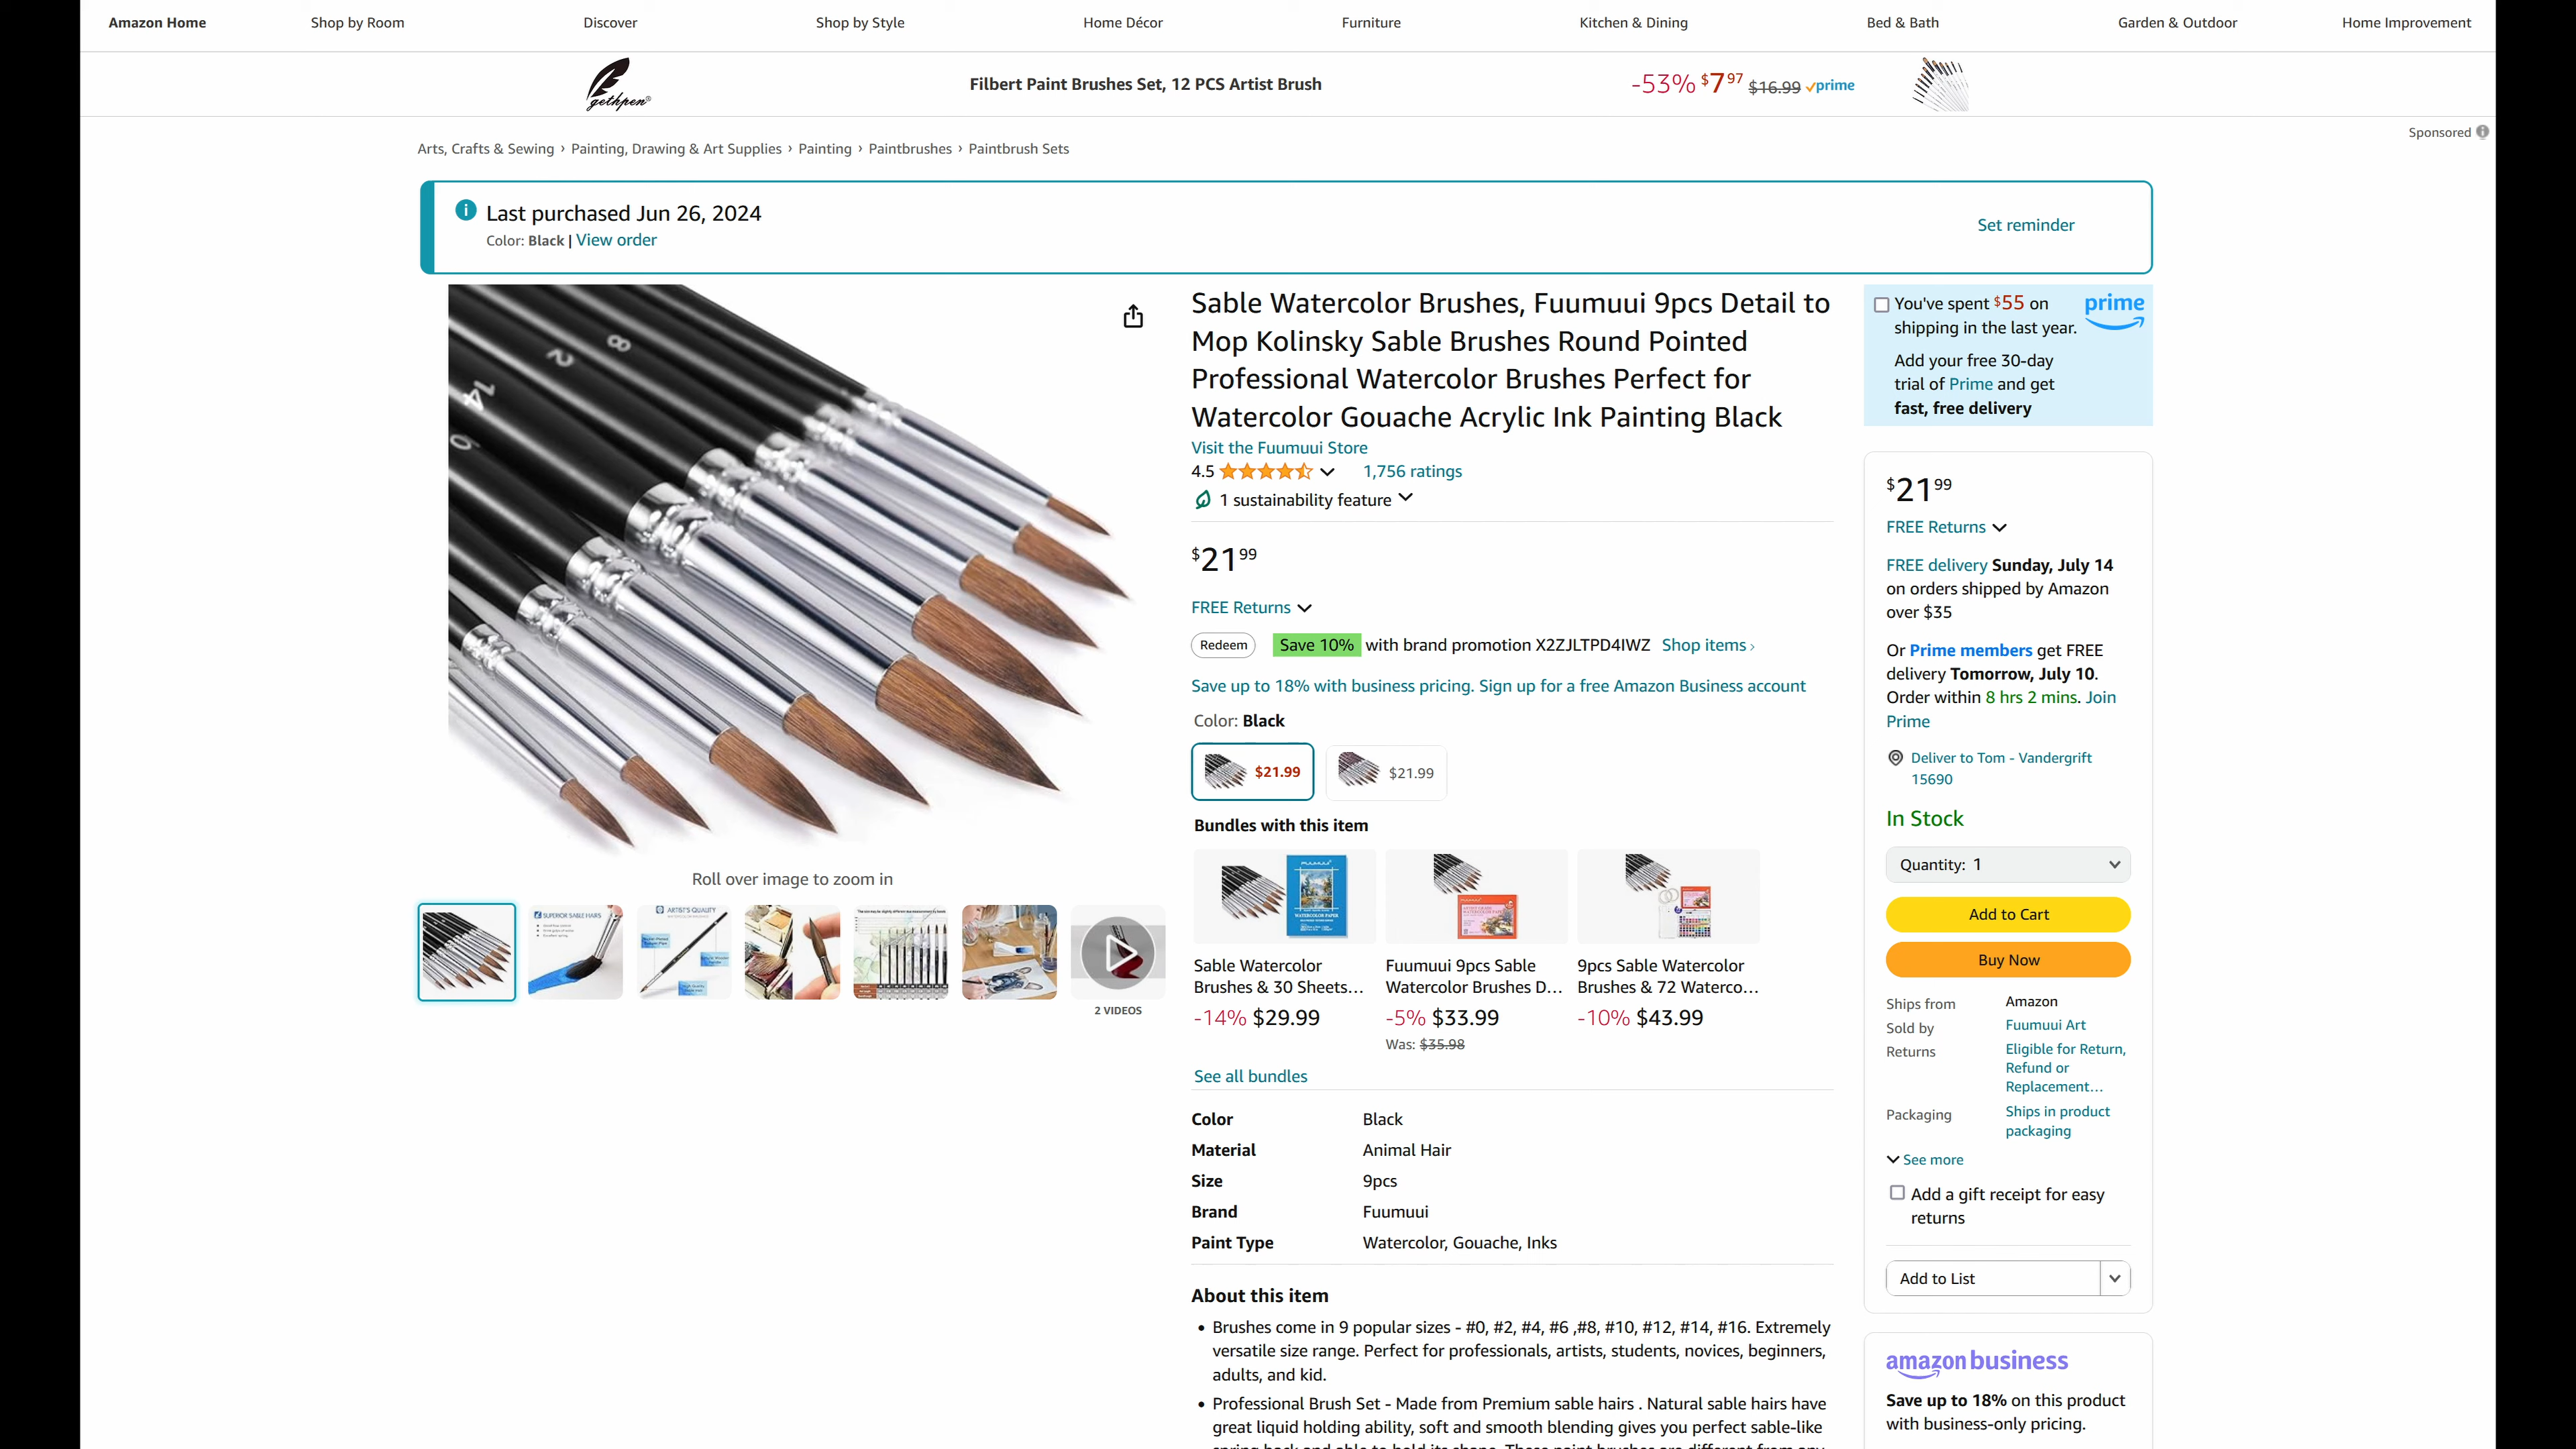 Amazon Home Shop by Room Discover Shop by Style Home Décor Furniture Kitchen & Dining Bed & Bath Garden & Outdoor Home Improvement
gethpen®
Filbert Paint Brushes Set, 12 PCS Artist Brush
-53% $7.97 $16.99 prime
Sponsored
Arts, Crafts & Sewing › Painting, Drawing & Art Supplies › Painting › Paintbrushes › Paintbrush Sets
Last purchased Jun 26, 2024
Color: Black | View order
Set reminder
8
2
14
Roll over image to zoom in
SUPERIOR SABLE HAIRS
ARTIST'S QUALITY
2 VIDEOS
Sable Watercolor Brushes, Fuumuui 9pcs Detail to
Mop Kolinsky Sable Brushes Round Pointed
Professional Watercolor Brushes Perfect for
Watercolor Gouache Acrylic Ink Painting Black
Visit the Fuumuui Store
4.5 1,756 ratings
1 sustainability feature
$21.99
FREE Returns
Redeem Save 10% with brand promotion X2ZJLTPD4IWZ Shop items ›
Save up to 18% with business pricing. Sign up for a free Amazon Business account
Color: Black
$21.99 $21.99
Bundles with this item
WATERCOLOR PAPER
Sable Watercolor
Brushes & 30 Sheets...
-14% $29.99
Fuumuui 9pcs Sable
Watercolor Brushes D...
-5% $33.99
Was: $35.98
9pcs Sable Watercolor
Brushes & 72 Waterco...
-10% $43.99
See all bundles
Color Black
Material Animal Hair
Size 9pcs
Brand Fuumuui
Paint Type Watercolor, Gouache, Inks
About this item
• Brushes come in 9 popular sizes - #0, #2, #4, #6 ,#8, #10, #12, #14, #16. Extremely
versatile size range. Perfect for professionals, artists, students, novices, beginners,
adults, and kid.
• Professional Brush Set - Made from Premium sable hairs . Natural sable hairs have
great liquid holding ability, soft and smooth blending gives you perfect sable-like
You've spent $55 on
shipping in the last year.
prime
Add your free 30-day
trial of Prime and get
fast, free delivery
$21.99
FREE Returns
FREE delivery Sunday, July 14
on orders shipped by Amazon
over $35
Or Prime members get FREE
delivery Tomorrow, July 10.
Order within 8 hrs 2 mins. Join
Prime
Deliver to Tom - Vandergrift
15690
In Stock
Quantity: 1
Add to Cart
Buy Now
Ships from Amazon
Sold by Fuumuui Art
Returns Eligible for Return,
Refund or
Replacement...
Packaging Ships in product
packaging
See more
Add a gift receipt for easy
returns
Add to List
amazon business
Save up to 18% on this product
with business-only pricing.